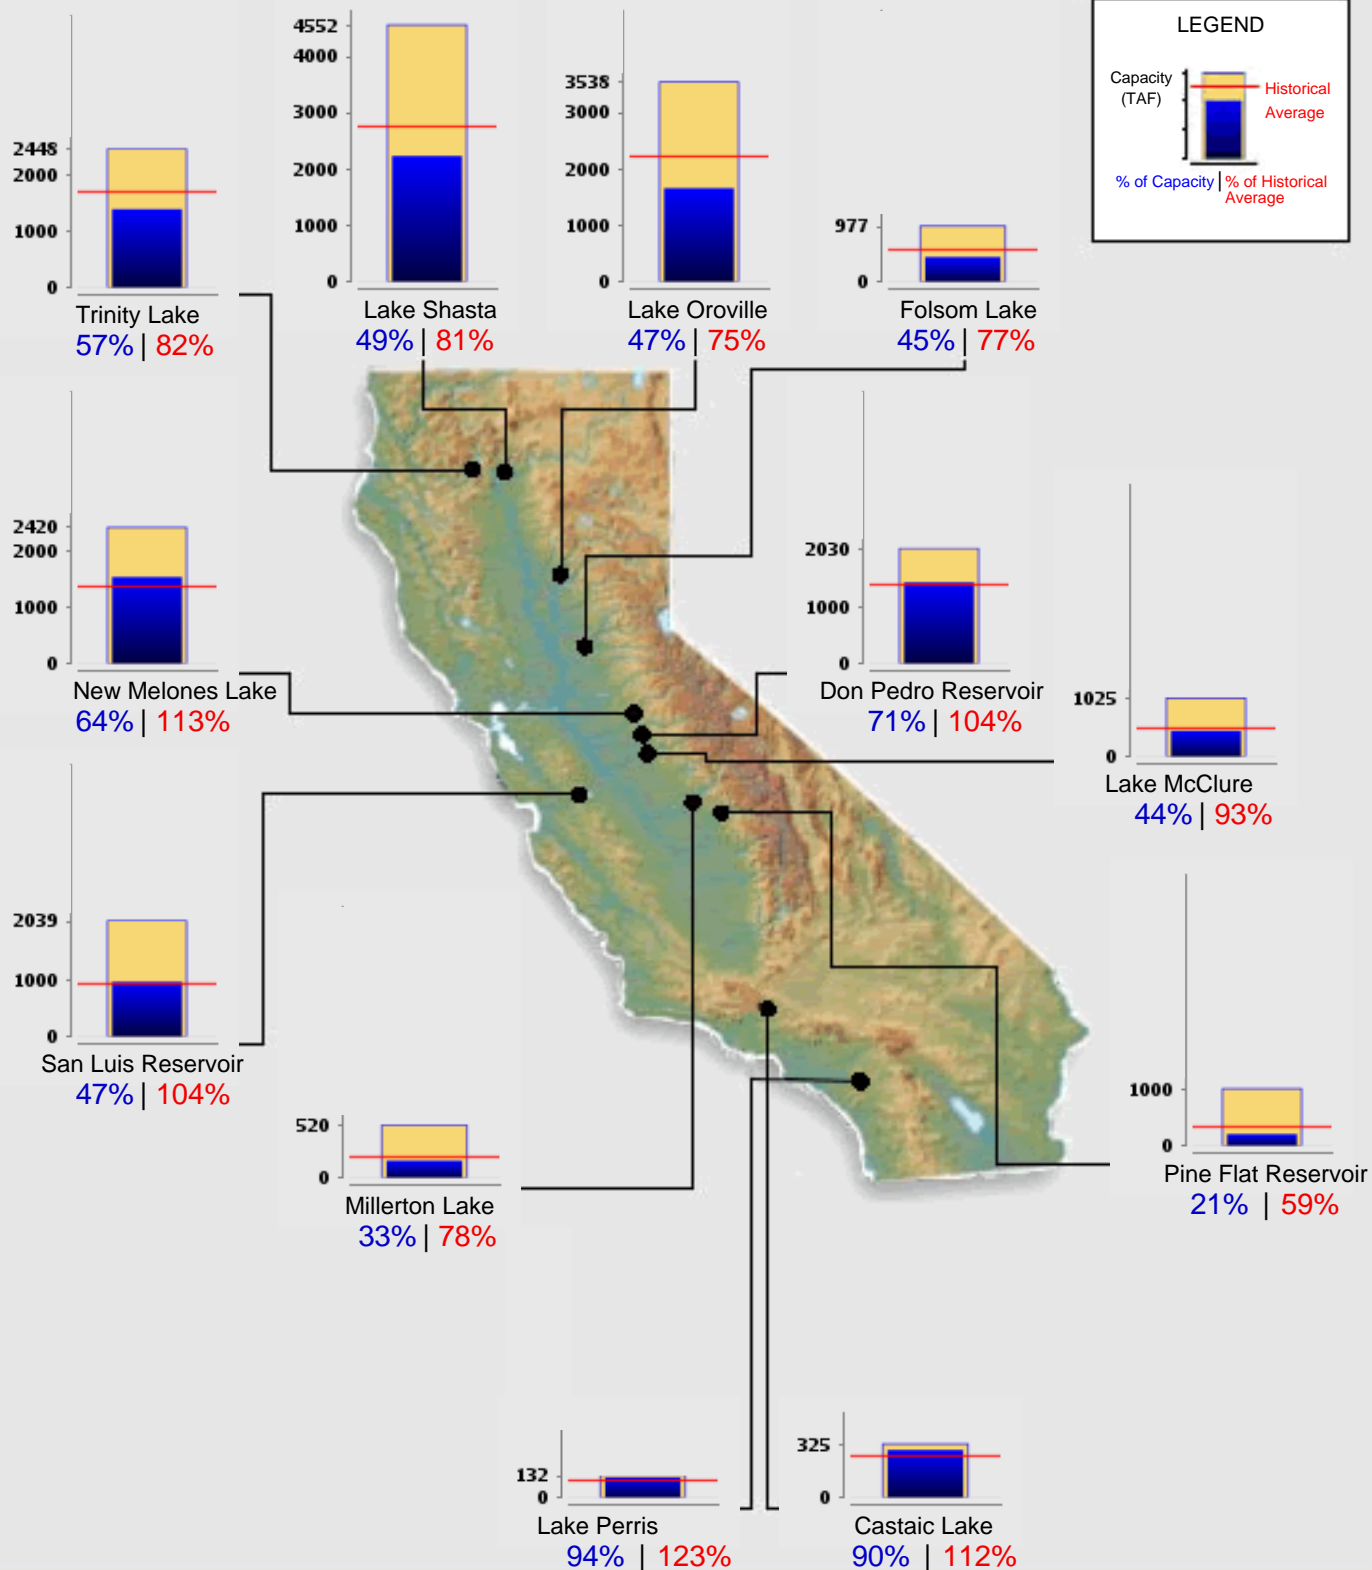 LEGEND
Capacity
(TAF)
Historical
Average
% of Capacity | % of Historical
Average
2448
2000
1000
0
Trinity Lake
57% | 82%
4552
4000
3000
2000
1000
0
Lake Shasta
49% | 81%
3538
3000
2000
1000
0
Lake Oroville
47% | 75%
977
0
Folsom Lake
45% | 77%
2420
2000
1000
0
New Melones Lake
64% | 113%
2030
1000
0
Don Pedro Reservoir
71% | 104%
1025
0
Lake McClure
44% | 93%
2039
1000
0
San Luis Reservoir
47% | 104%
520
0
Millerton Lake
33% | 78%
1000
0
Pine Flat Reservoir
21% | 59%
132
0
Lake Perris
94% | 123%
325
0
Castaic Lake
90% | 112%